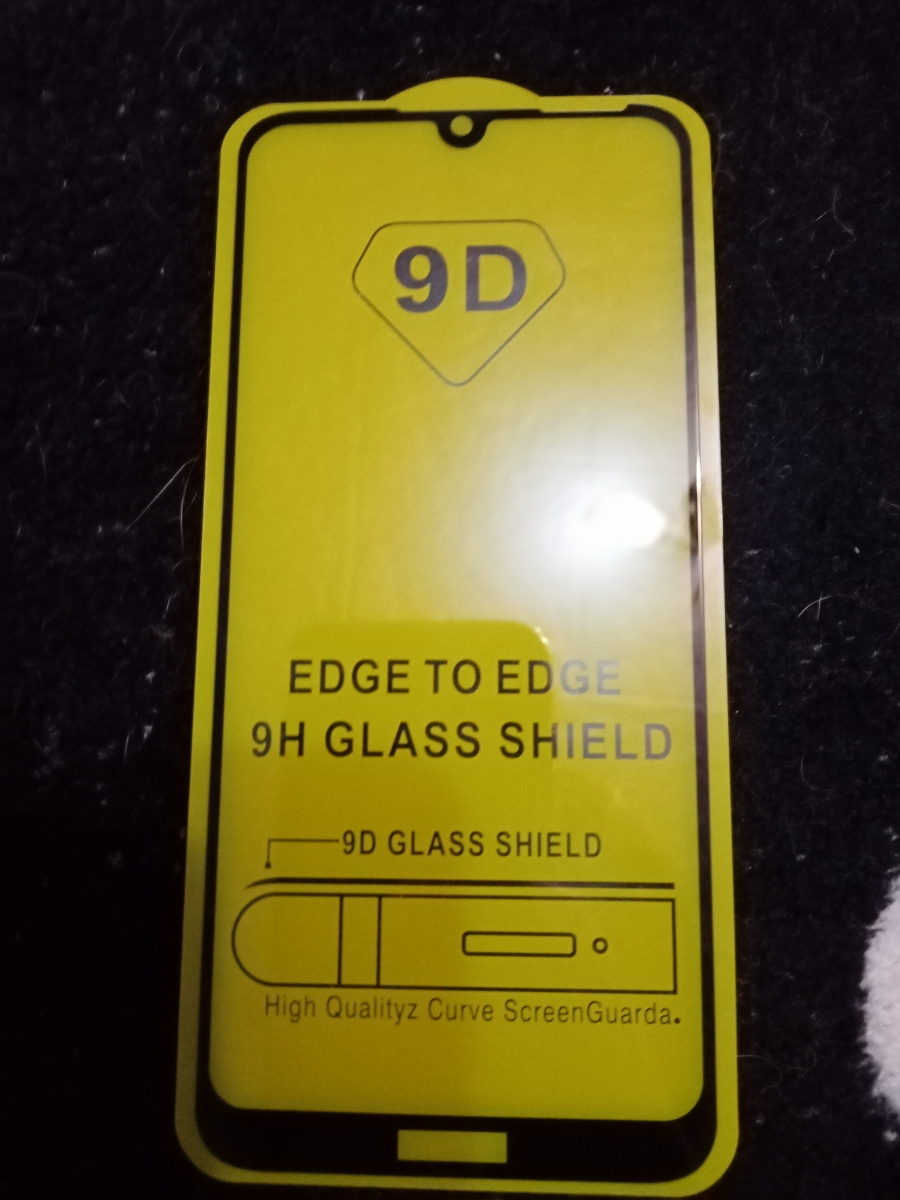 9D
EDGE TO EDGE
9H GLASS SHIELD
9D GLASS SHIELD
High Qualityz Curve ScreenGuarda.